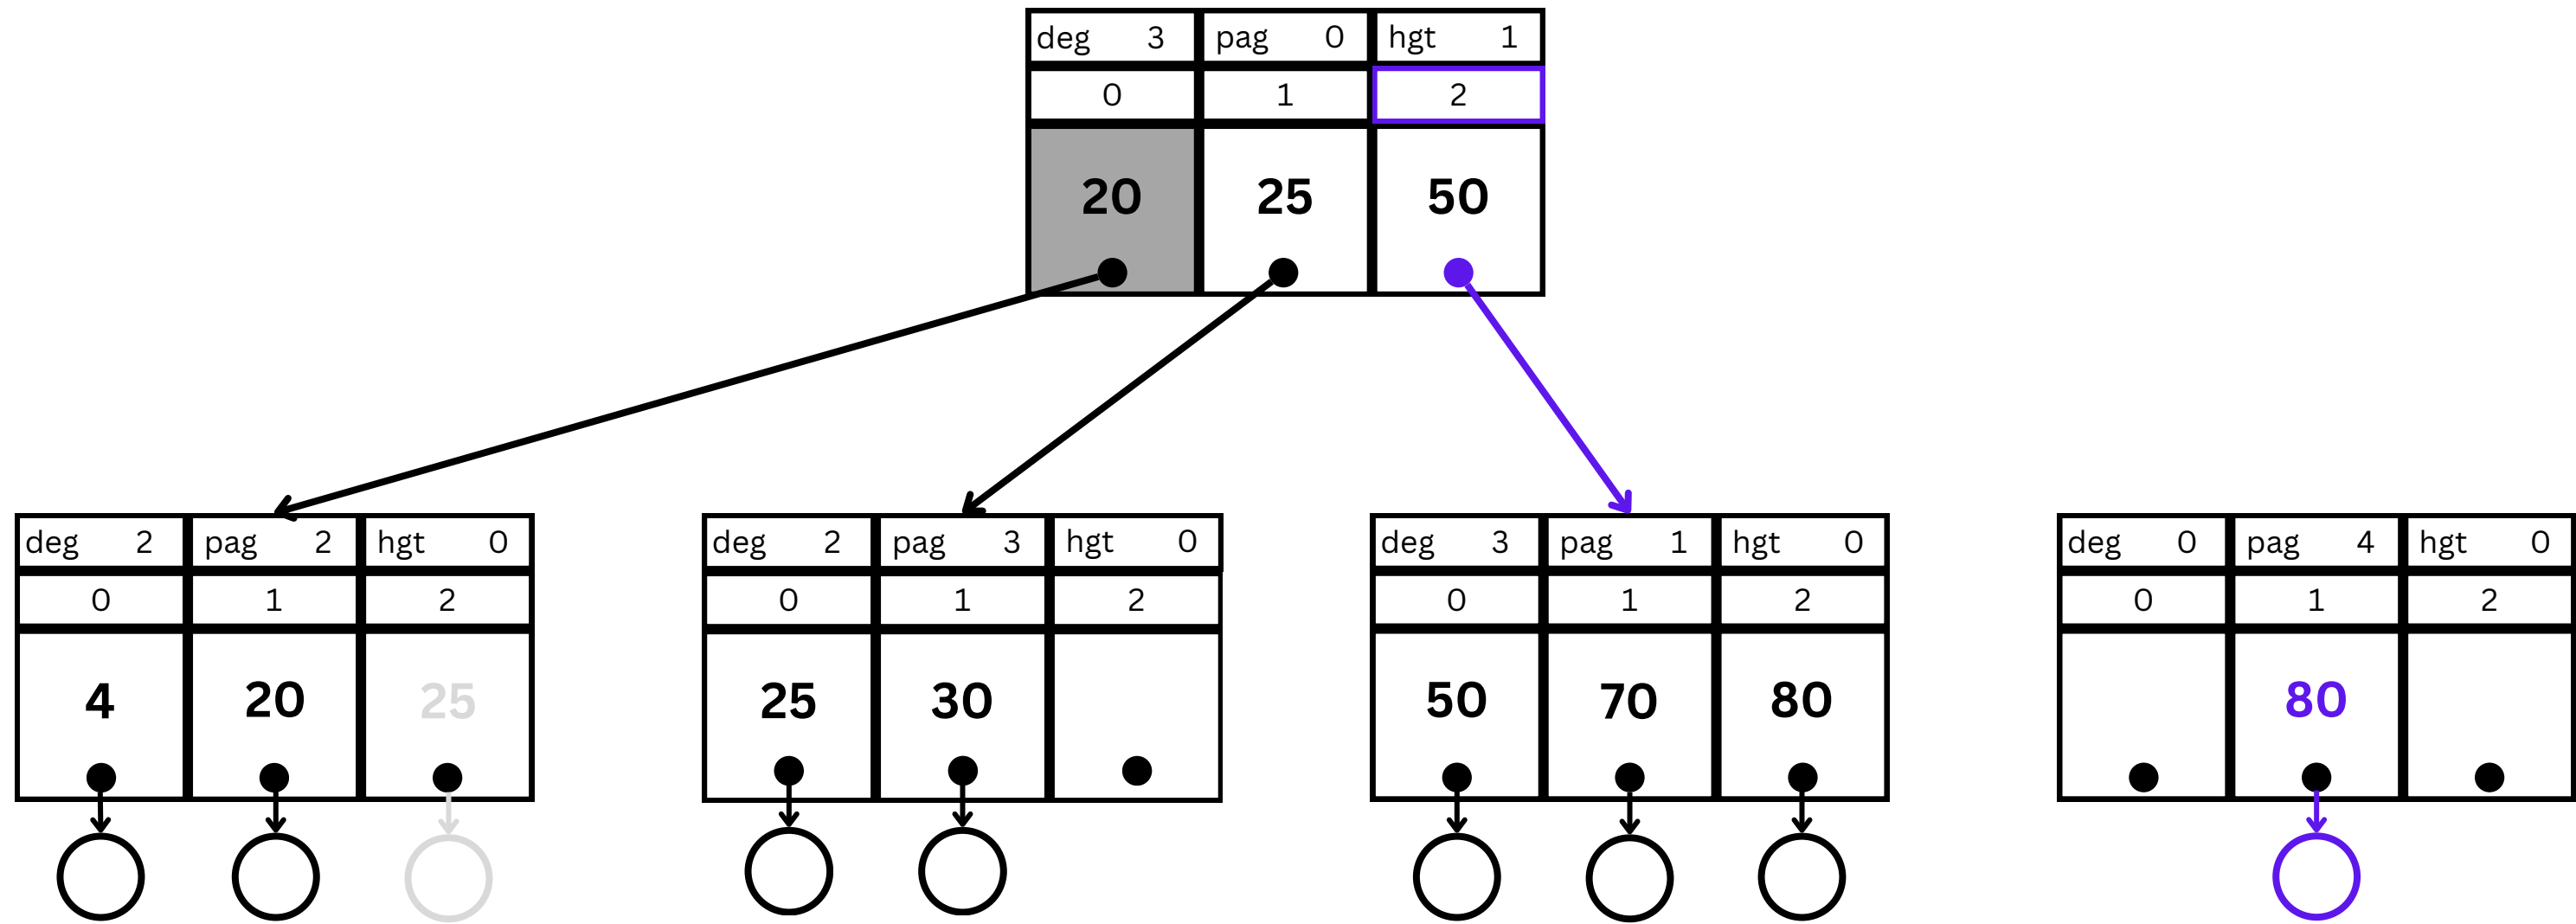 deg 3 pag 0 hgt 1
0 1 2
20 25 50
deg 2 pag 2 hgt 0
0 1 2
4 20 25
deg 2 pag 3 hgt 0
0 1 2
25 30
deg 3 pag 1 hgt 0
0 1 2
50 70 80
deg 0 pag 4 hgt 0
0 1 2
80